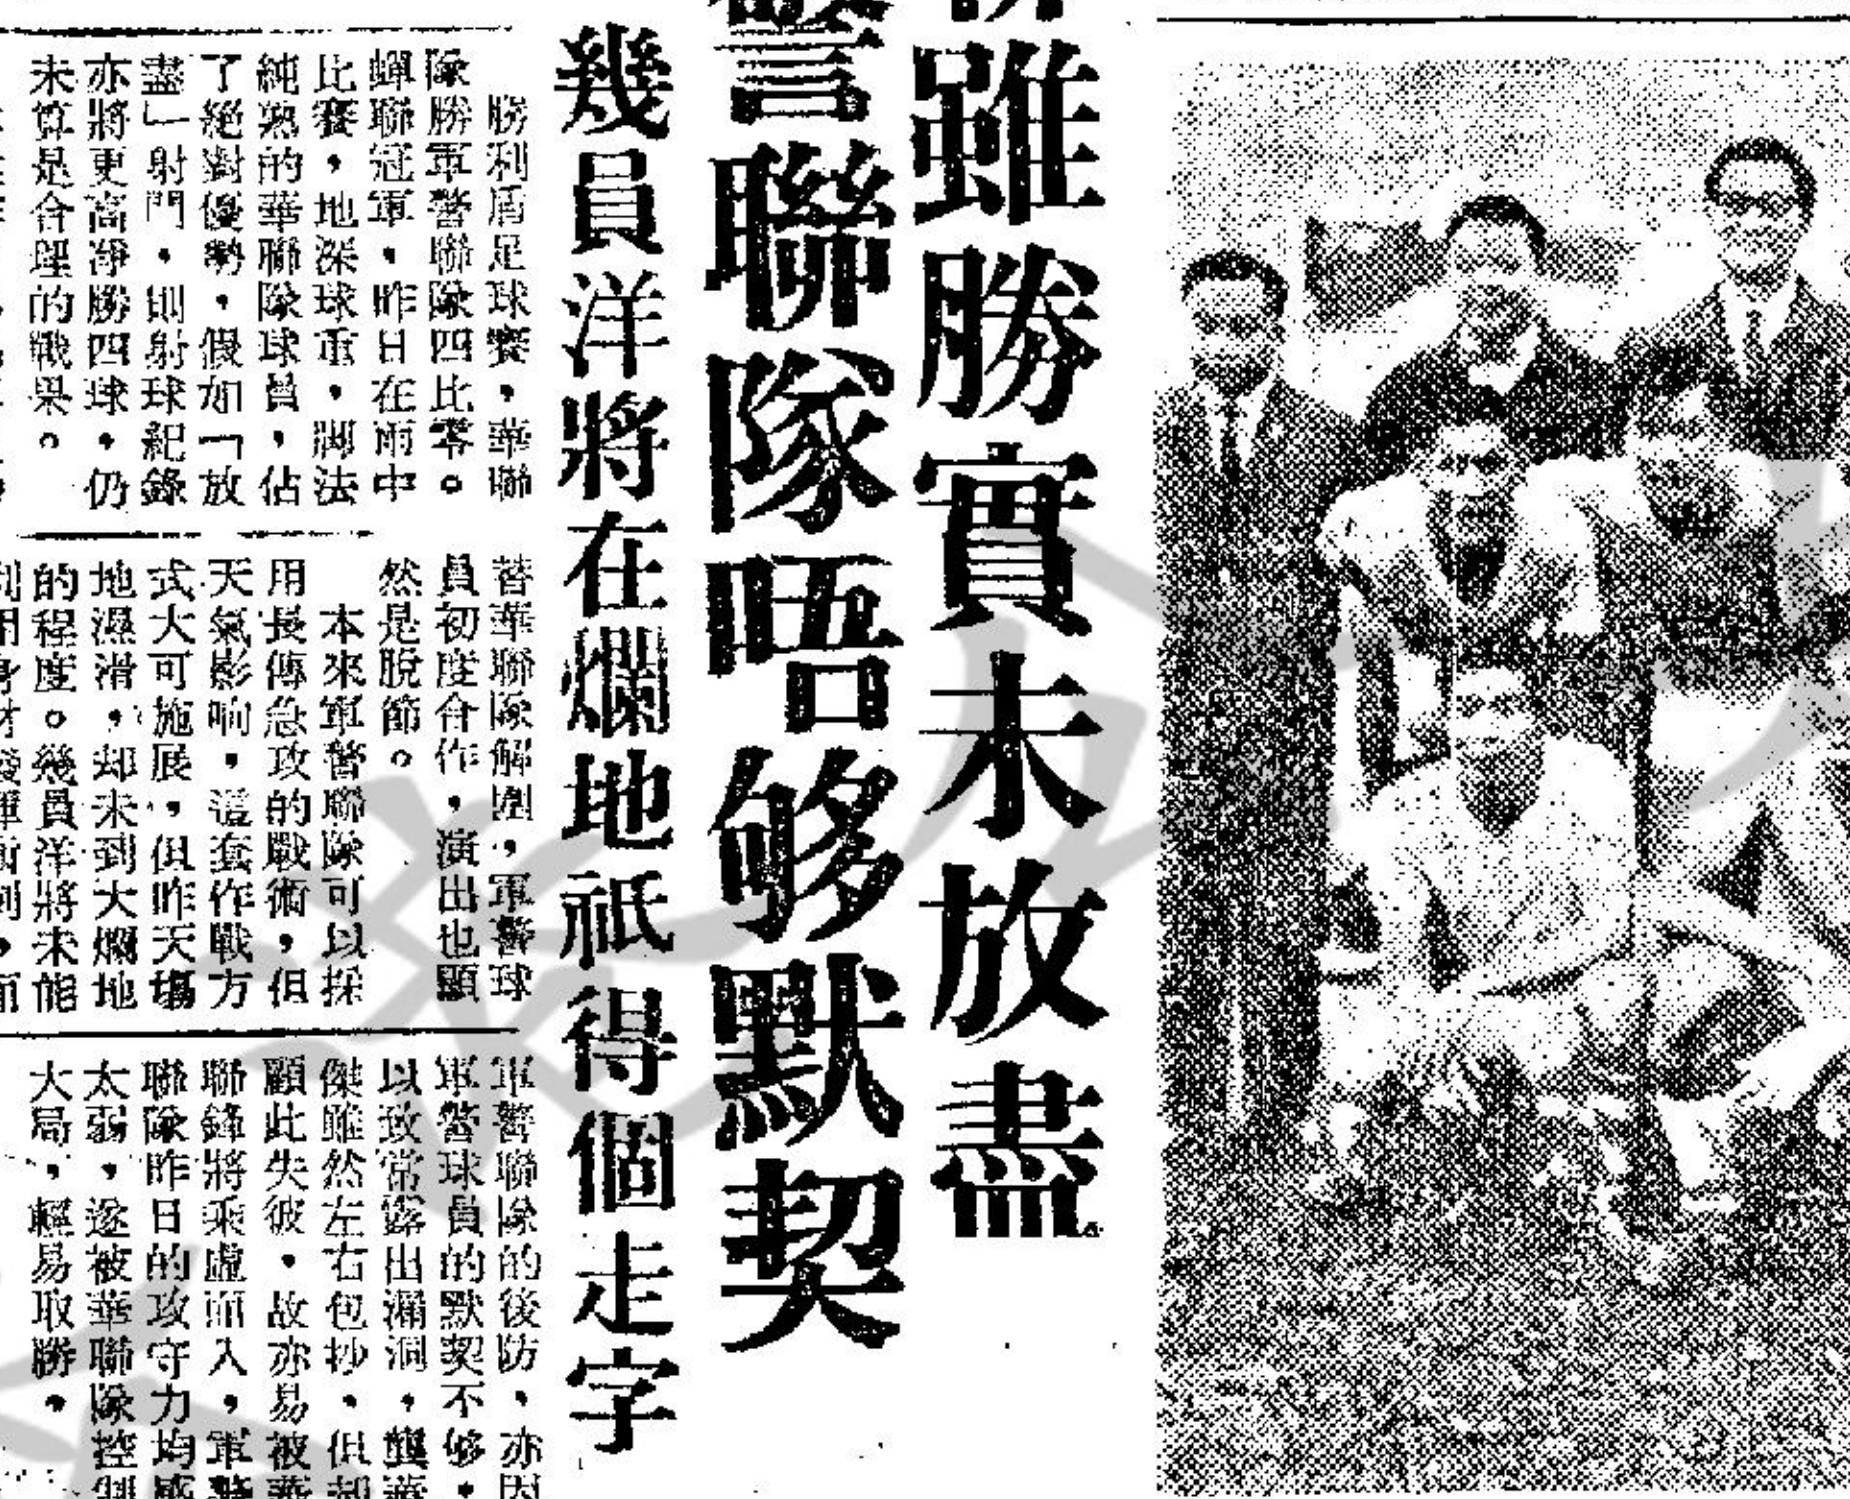 雖勝實未放盡
警聯隊唔够默契
幾員洋將在爛地祇得個走字
勝利盾足球賽，華聯
隊勝軍警聯隊四比零。
蟬聯冠軍，昨日在雨中
比賽，地深球重，脚法
純熟的華聯隊球員，佔
了絕對優勢，假加「放
盡」射門，則射球紀錄
亦將更高淨勝四球，仍
未算是合理的戰果。
替華聯隊解圍，軍警球
員初度合作，演出也顯
然是脫節。
本來軍警聯隊可以採
用長傳急攻的戰術，但
天氣影响，這套作戰方
式大可施展，但昨天塲
地濕滑，却未到大爛地
的程度。幾員洋將未能
軍警聯隊的後防，亦因
軍警球員的默契不够，
以致常露出漏洞，
傑雖然左右包抄，但却
顧此失彼，故亦易被華
聯鋒將乘虛而入，軍警
聯隊昨日的攻守力均感
太弱，遂被華聯隊控制
大局，輕易取勝。